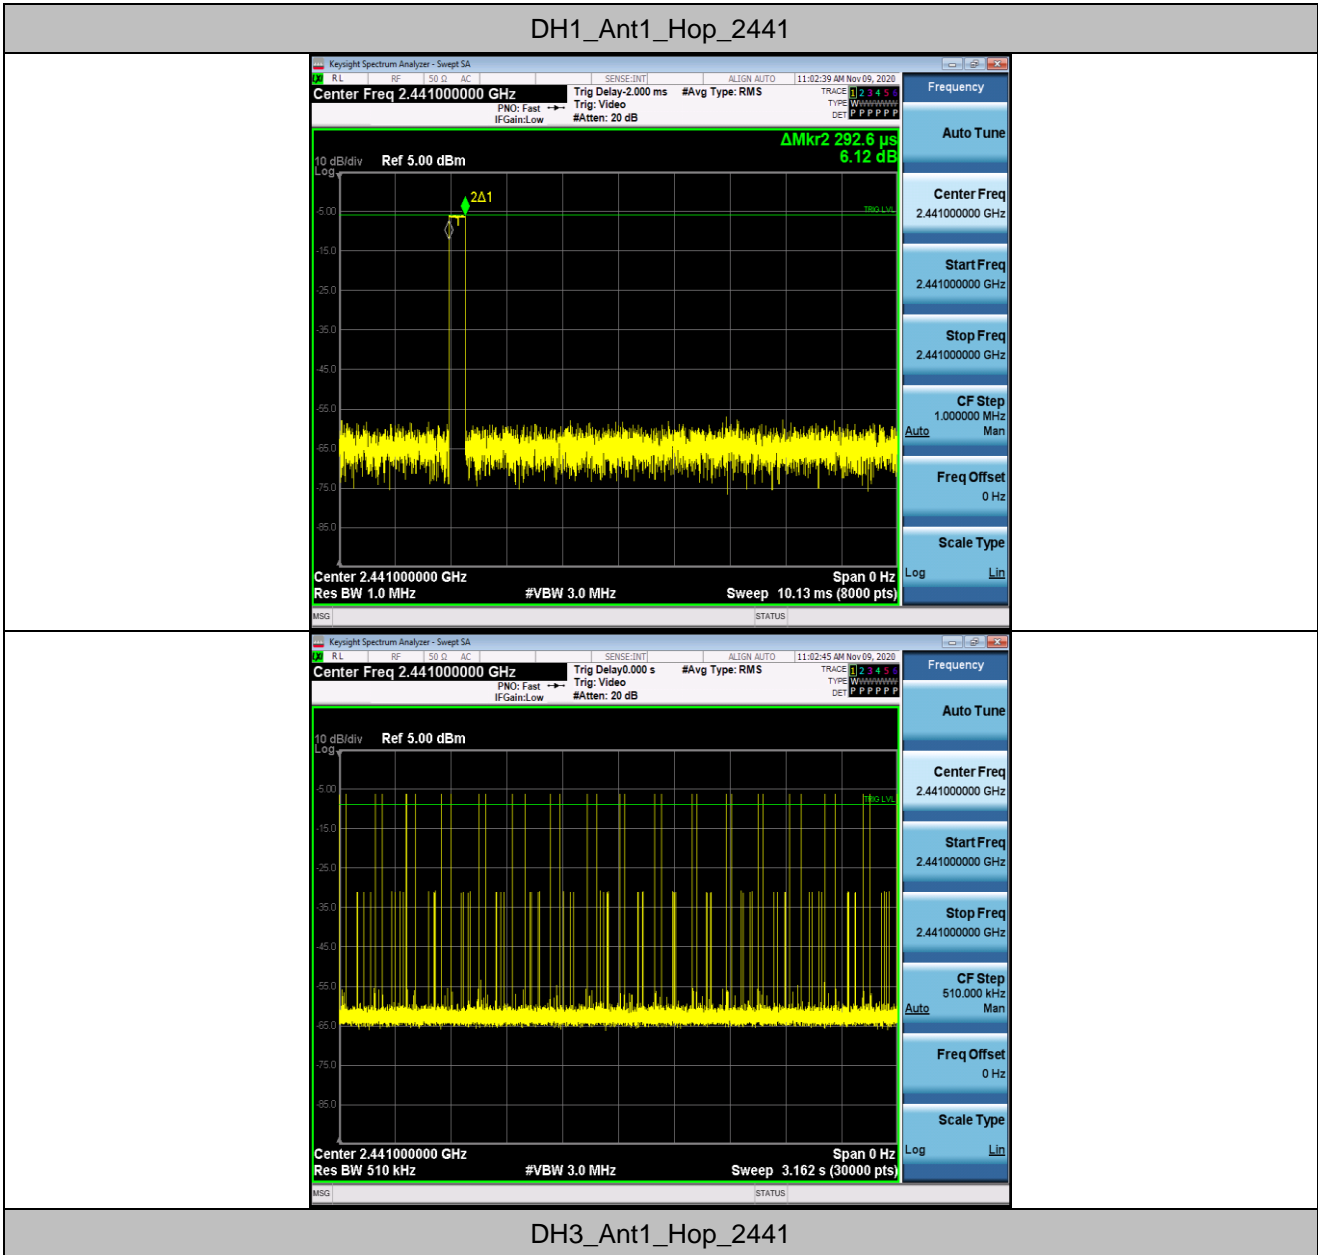 DH1_Ant1_Hop_2441
Keysight Spectrum Analyzer - Swept SA
RL RF 50 Ω AC SENSE:INT ALIGN AUTO 11:02:39 AM Nov 09, 2020
Center Freq 2.441000000 GHz
PNO: Fast
IFGain:Low
Trig Delay-2.000 ms
Trig: Video
#Atten: 20 dB
#Avg Type: RMS
TRACE 1 2 3 4 5 6
TYPE W
DET P P P P P P
ΔMkr2 292.6 µs
6.12 dB
10 dB/div Ref 5.00 dBm
Log
2Δ1
TRIG LVL
-5.00
-15.0
-25.0
-35.0
-45.0
-55.0
-65.0
-75.0
-85.0
Center 2.441000000 GHz Span 0 Hz
Res BW 1.0 MHz #VBW 3.0 MHz Sweep 10.13 ms (8000 pts)
MSG STATUS
Frequency
Auto Tune
Center Freq
2.441000000 GHz
Start Freq
2.441000000 GHz
Stop Freq
2.441000000 GHz
CF Step
1.000000 MHz
Auto Man
Freq Offset
0 Hz
Scale Type
Log Lin
Keysight Spectrum Analyzer - Swept SA
RL RF 50 Ω AC SENSE:INT ALIGN AUTO 11:02:45 AM Nov 09, 2020
Center Freq 2.441000000 GHz
PNO: Fast
IFGain:Low
Trig Delay0.000 s
Trig: Video
#Atten: 20 dB
#Avg Type: RMS
TRACE 1 2 3 4 5 6
TYPE W
DET P P P P P P
10 dB/div Ref 5.00 dBm
Log
TRIG LVL
-5.00
-15.0
-25.0
-35.0
-45.0
-55.0
-65.0
-75.0
-85.0
Center 2.441000000 GHz Span 0 Hz
Res BW 510 kHz #VBW 3.0 MHz Sweep 3.162 s (30000 pts)
MSG STATUS
Frequency
Auto Tune
Center Freq
2.441000000 GHz
Start Freq
2.441000000 GHz
Stop Freq
2.441000000 GHz
CF Step
510.000 kHz
Auto Man
Freq Offset
0 Hz
Scale Type
Log Lin
DH3_Ant1_Hop_2441